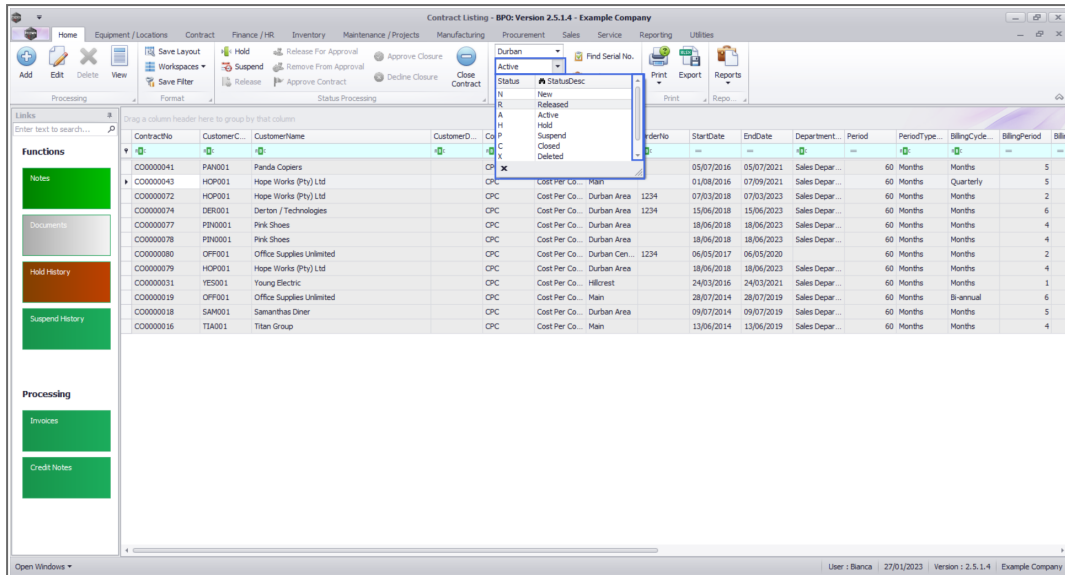 Contract Listing - BPO: Version 2.5.1.4 - Example Company
Home Equipment / Locations Contract Finance / HR Inventory Maintenance / Projects Manufacturing Procurement Sales Service Reporting Utilities
Add Edit Delete View
Processing
Save Layout
Workspaces
Save Filter
Format
Hold Release For Approval
Suspend Remove From Approval
Release Approve Contract
Approve Closure
Decline Closure
Close Contract
Status Processing
Durban
Active
Find Serial No.
Print Export
Print
Reports
Repo...
Status StatusDesc
N New
R Released
A Active
H Hold
P Suspend
C Closed
X Deleted
Links
Enter text to search...
Functions
Notes
Documents
Hold History
Suspend History
Processing
Invoices
Credit Notes
Drag a column header here to group by that column
ContractNo CustomerC... CustomerName CustomerD... Co rderNo StartDate EndDate Department... Period PeriodType... BillingCycle... BillingPeriod Billi
CO0000041 PAN001 Panda Copiers CP 05/07/2016 05/07/2021 Sales Depar... 60 Months Months 5
CO0000043 HOP001 Hope Works (Pty) Ltd CPC Cost Per Co... Main 01/08/2016 07/09/2021 Sales Depar... 60 Months Quarterly 5
CO0000072 HOP001 Hope Works (Pty) Ltd CPC Cost Per Co... Durban Area 1234 07/03/2018 07/03/2023 Sales Depar... 60 Months Months 2
CO0000074 DER001 Derton / Technologies CPC Cost Per Co... Durban Area 1234 15/06/2018 15/06/2023 Sales Depar... 60 Months Months 6
CO0000077 PIN0001 Pink Shoes CPC Cost Per Co... Durban Area 18/06/2018 18/06/2023 Sales Depar... 60 Months Months 4
CO0000078 PIN0001 Pink Shoes CPC Cost Per Co... Durban Area 18/06/2018 18/06/2023 Sales Depar... 60 Months Months 4
CO0000080 OFF001 Office Supplies Unlimited CPC Cost Per Co... Durban Cen... 1234 06/05/2017 06/05/2020 60 Months Months 2
CO0000079 HOP001 Hope Works (Pty) Ltd CPC Cost Per Co... Durban Area 18/06/2018 18/06/2023 Sales Depar... 60 Months Months 4
CO0000031 YES001 Young Electric CPC Cost Per Co... Hillcrest 24/03/2016 24/03/2021 Sales Depar... 60 Months Months 1
CO0000019 OFF001 Office Supplies Unlimited CPC Cost Per Co... Main 28/07/2014 28/07/2019 Sales Depar... 60 Months Bi-annual 6
CO0000018 SAM001 Samanthas Diner CPC Cost Per Co... Durban Area 09/07/2014 09/07/2019 Sales Depar... 60 Months Months 5
CO0000016 TIA001 Titan Group CPC Cost Per Co... Main 13/06/2014 13/06/2019 Sales Depar... 60 Months Months 4
Open Windows
User : Bianca 27/01/2023 Version : 2.5.1.4 Example Company